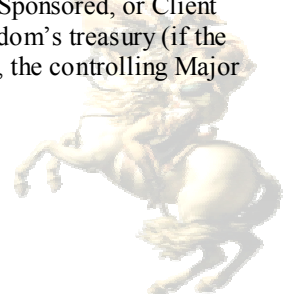 Sponsored, or Client
dom’s treasury (if the
, the controlling Major